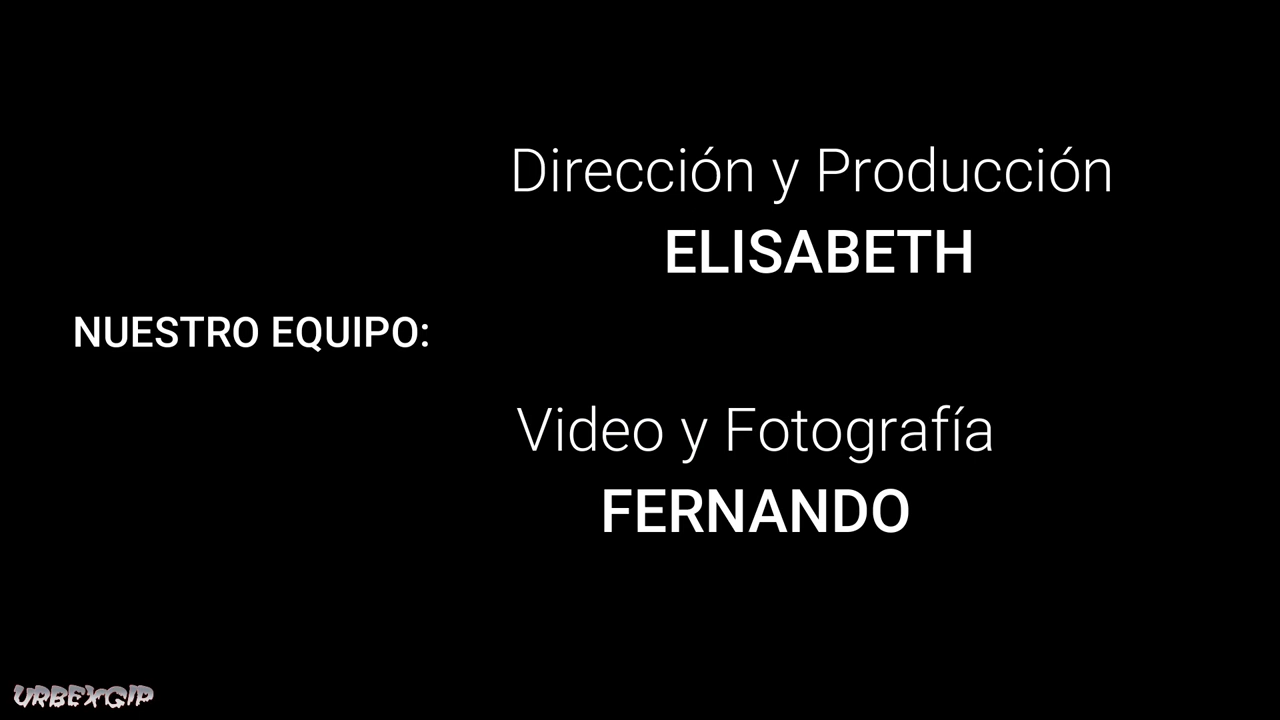 Dirección y Producción
ELISABETH
NUESTRO EQUIPO:
Video y Fotografía
FERNANDO
URBEXGIP